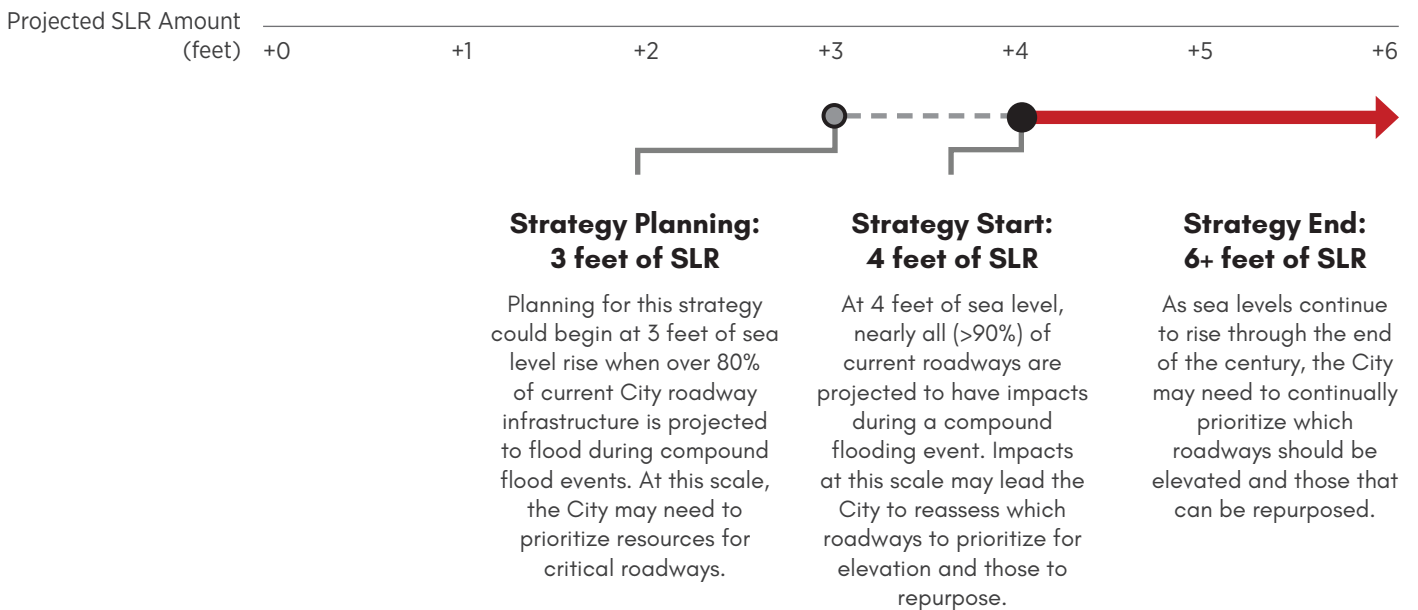 Projected SLR Amount
(feet) +0 +1 +2 +3 +4 +5 +6
Strategy Planning:
3 feet of SLR
Planning for this strategy
could begin at 3 feet of sea
level rise when over 80%
of current City roadway
infrastructure is projected
to flood during compound
flood events. At this scale,
the City may need to
prioritize resources for
critical roadways.
Strategy Start:
4 feet of SLR
At 4 feet of sea level,
nearly all (>90%) of
current roadways are
projected to have impacts
during a compound
flooding event. Impacts
at this scale may lead the
City to reassess which
roadways to prioritize for
elevation and those to
repurpose.
Strategy End:
6+ feet of SLR
As sea levels continue
to rise through the end
of the century, the City
may need to continually
prioritize which
roadways should be
elevated and those that
can be repurposed.